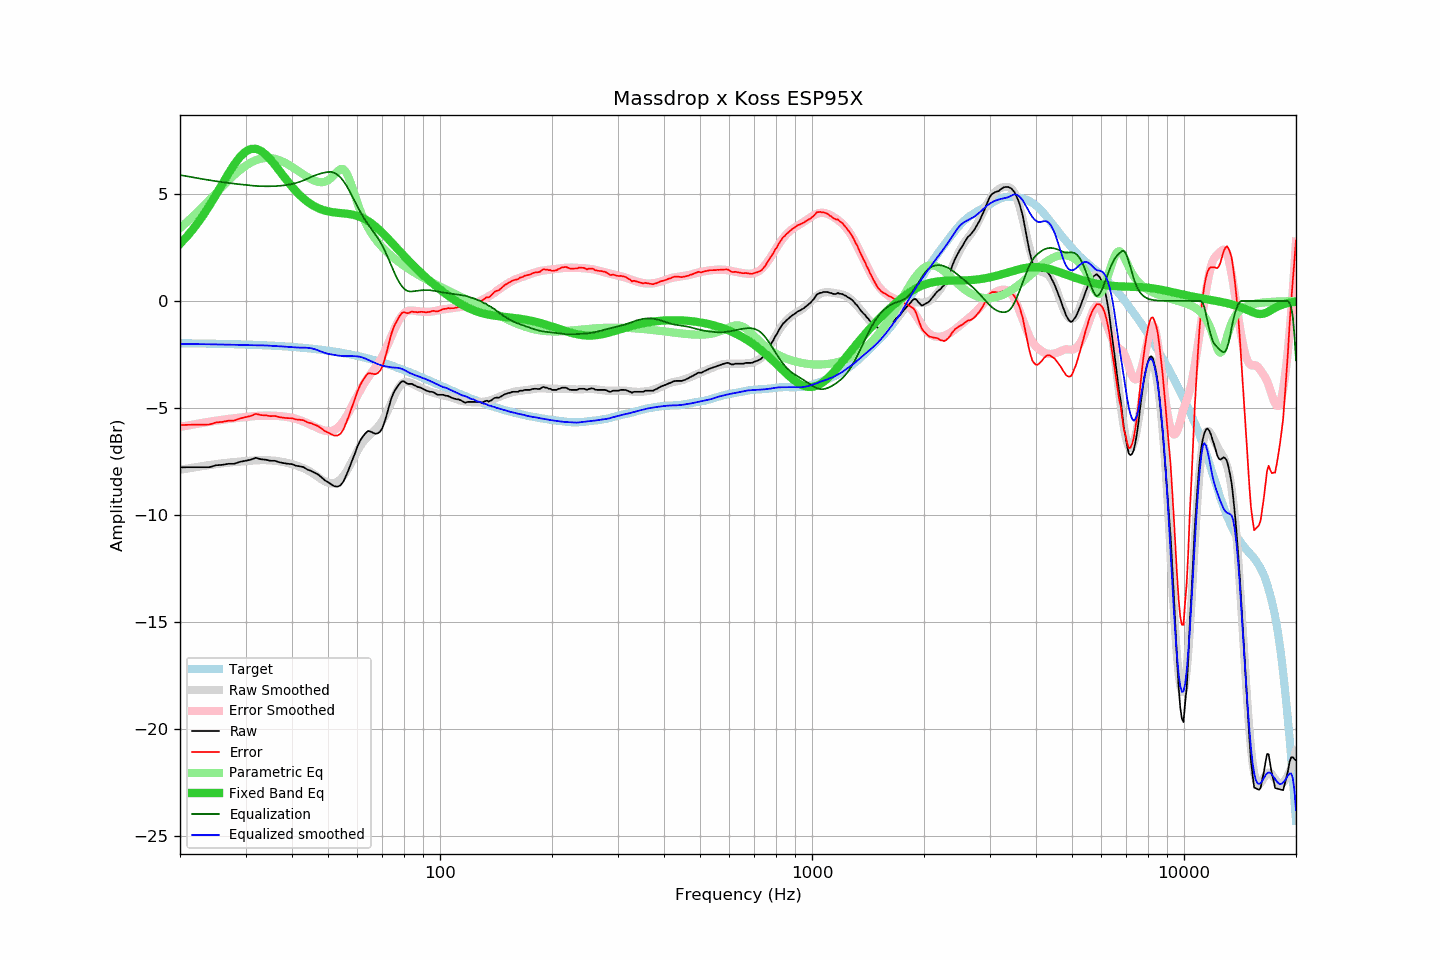 Massdrop x Koss ESP95X
Amplitude (dBr)
5
0
−5
−10
−15
−20
−25
Target
Raw Smoothed
Error Smoothed
Raw
Error
Parametric Eq
Fixed Band Eq
Equalization
Equalized smoothed
100
1000
10000
Frequency (Hz)